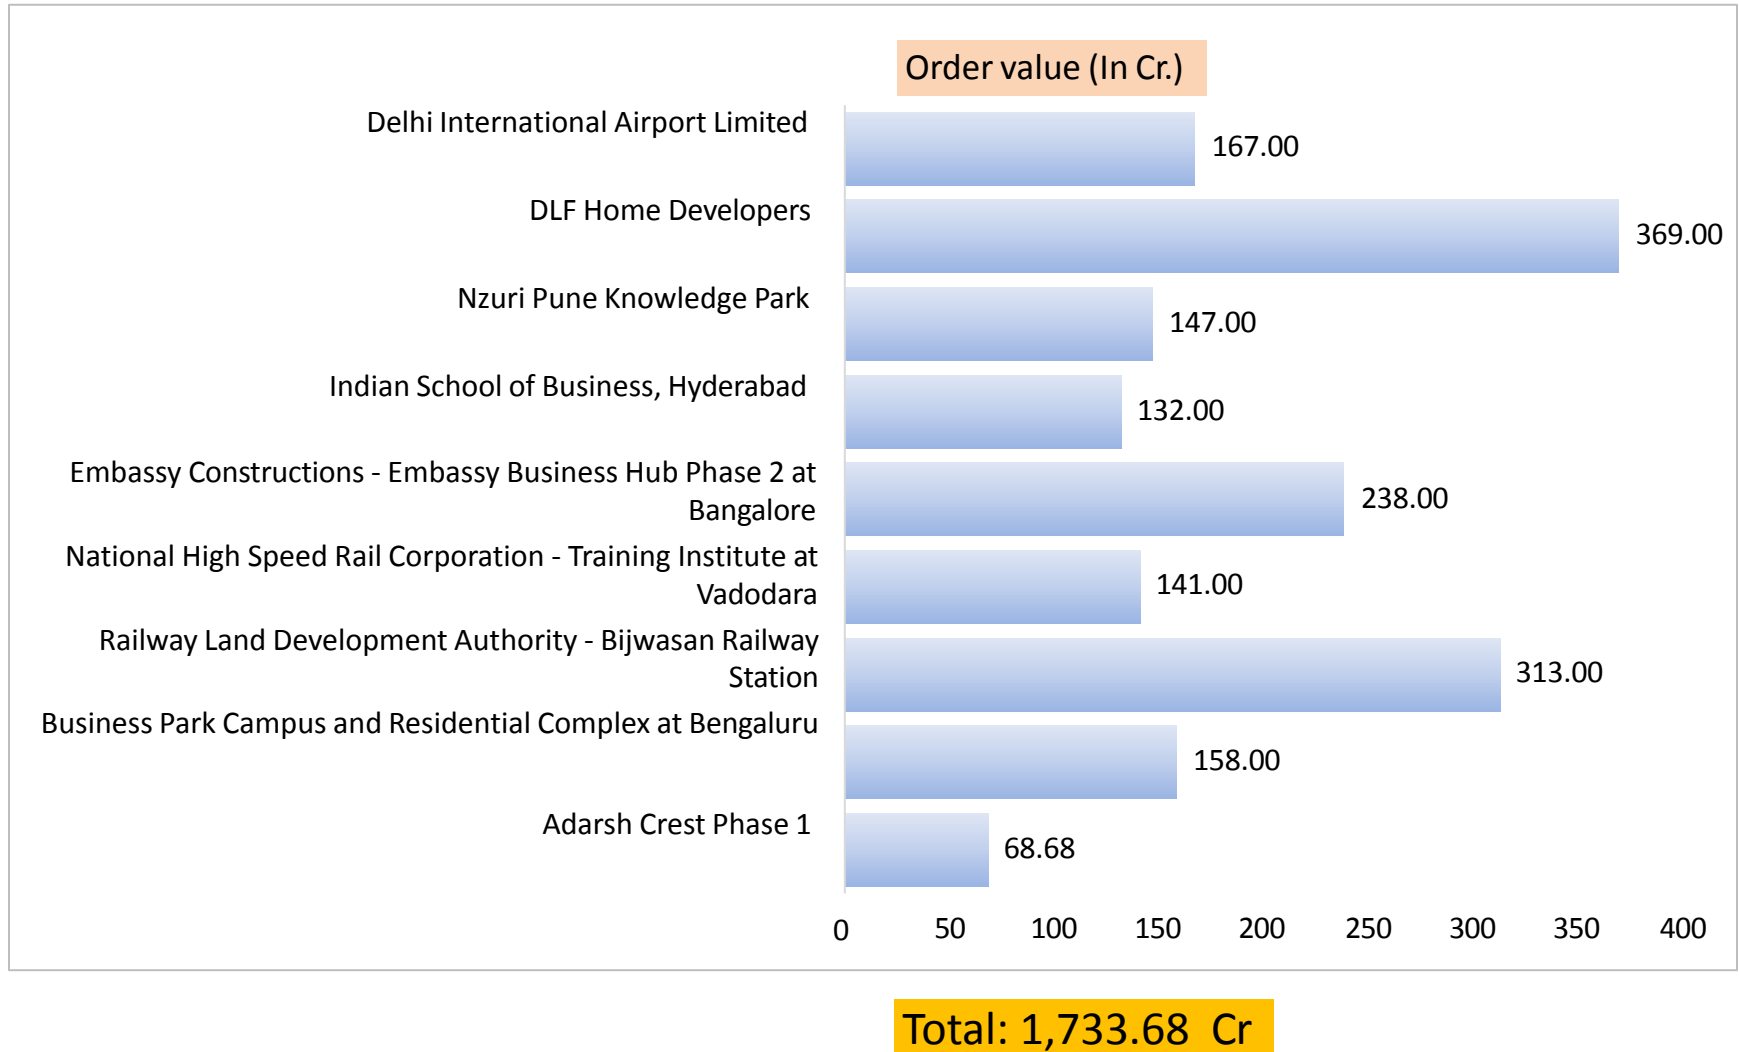 Order value (In Cr.)
Delhi International Airport Limited
167.00
DLF Home Developers
369.00
Nzuri Pune Knowledge Park
147.00
Indian School of Business, Hyderabad
132.00
Embassy Constructions - Embassy Business Hub Phase 2 at
Bangalore
238.00
National High Speed Rail Corporation - Training Institute at
Vadodara
141.00
Railway Land Development Authority - Bijwasan Railway
Station
313.00
Business Park Campus and Residential Complex at Bengaluru
158.00
Adarsh Crest Phase 1
68.68
0 50 100 150 200 250 300 350 400
Total: 1,733.68 Cr